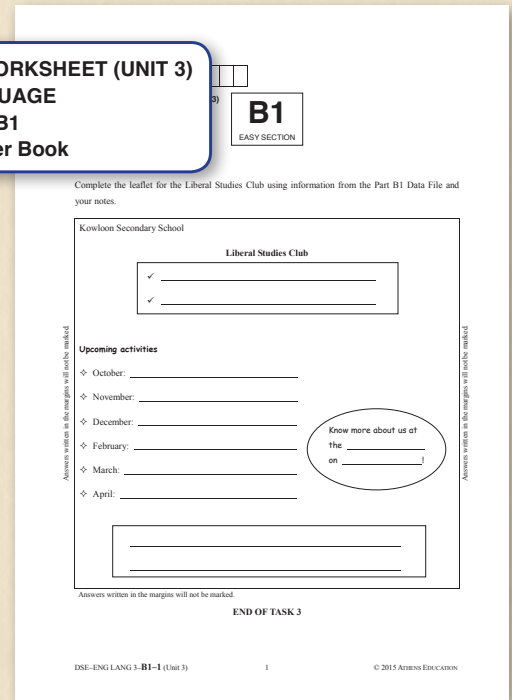 ORKSHEET (UNIT 3)
UAGE
B1
er Book
3)
B1
EASY SECTION
Complete the leaflet for the Liberal Studies Club using information from the Part B1 Data File and
your notes.
Kowloon Secondary School
Liberal Studies Club
✓
✓
Upcoming activities
✧ October:
✧ November:
✧ December:
✧ February:
✧ March:
✧ April:
Know more about us at
the
on !
Answers written in the margins will not be marked.
Answers written in the margins will not be marked.
Answers written in the margins will not be marked.
END OF TASK 3
DSE–ENG LANG 3–B1–1 (Unit 3) 1 © 2015 ATHENS EDUCATION